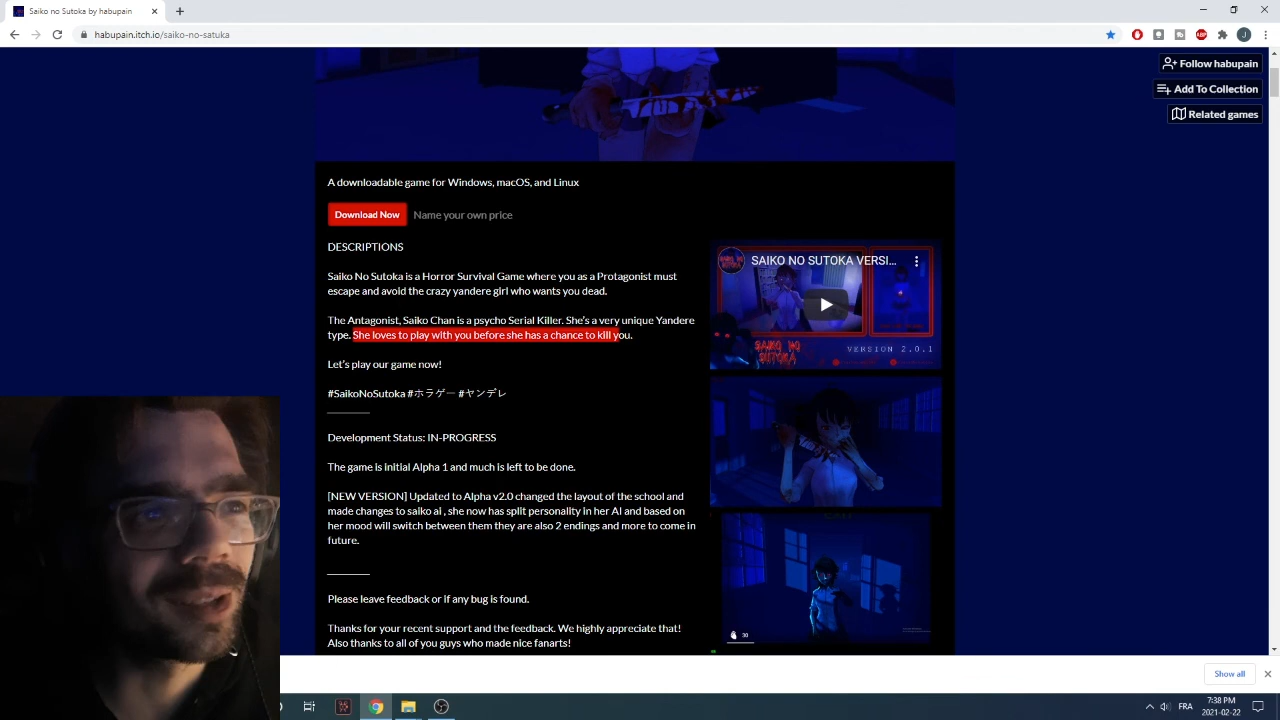 Saiko no Sutoka by habupain
habupain.itch.io/saiko-no-satuka
ABP
J
Follow habupain
Add To Collection
Related games
A downloadable game for Windows, macOS, and Linux
Download Now Name your own price
DESCRIPTIONS
Saiko No Sutoka is a Horror Survival Game where you as a Protagonist must
escape and avoid the crazy yandere girl who wants you dead.
The Antagonist, Saiko Chan is a psycho Serial Killer. She's a very unique Yandere
type. She loves to play with you before she has a chance to kill you.
Let's play our game now!
#SaikoNoSutoka #ホラゲー #ヤンデレ
Development Status: IN-PROGRESS
The game is initial Alpha 1 and much is left to be done.
[NEW VERSION] Updated to Alpha v2.0 changed the layout of the school and
made changes to saiko ai , she now has split personality in her AI and based on
her mood will switch between them they are also 2 endings and more to come in
future.
Please leave feedback or if any bug is found.
Thanks for your recent support and the feedback. We highly appreciate that!
Also thanks to all of you guys who made nice fanarts!
SAIKO NO SUTOKA VERSI...
SAIKO NO
SUTOKA
VERSION 2.0.1
EXIT
30
Show all
FRA
7:38 PM
2021-02-22